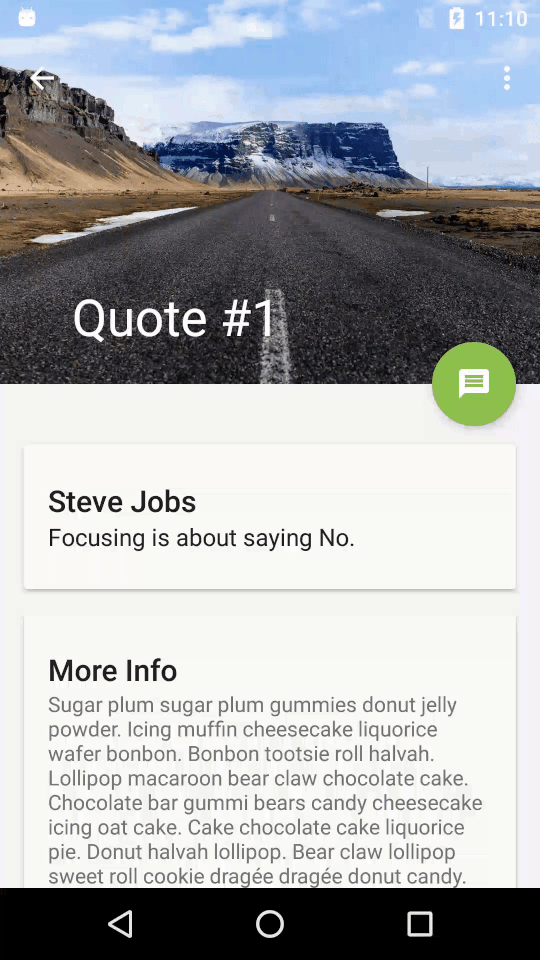 11:10
Quote #1
Steve Jobs
Focusing is about saying No.
More Info
Sugar plum sugar plum gummies donut jelly
powder. Icing muffin cheesecake liquorice
wafer bonbon. Bonbon tootsie roll halvah.
Lollipop macaroon bear claw chocolate cake.
Chocolate bar gummi bears candy cheesecake
icing oat cake. Cake chocolate cake liquorice
pie. Donut halvah lollipop. Bear claw lollipop
sweet roll cookie dragée dragée donut candy.